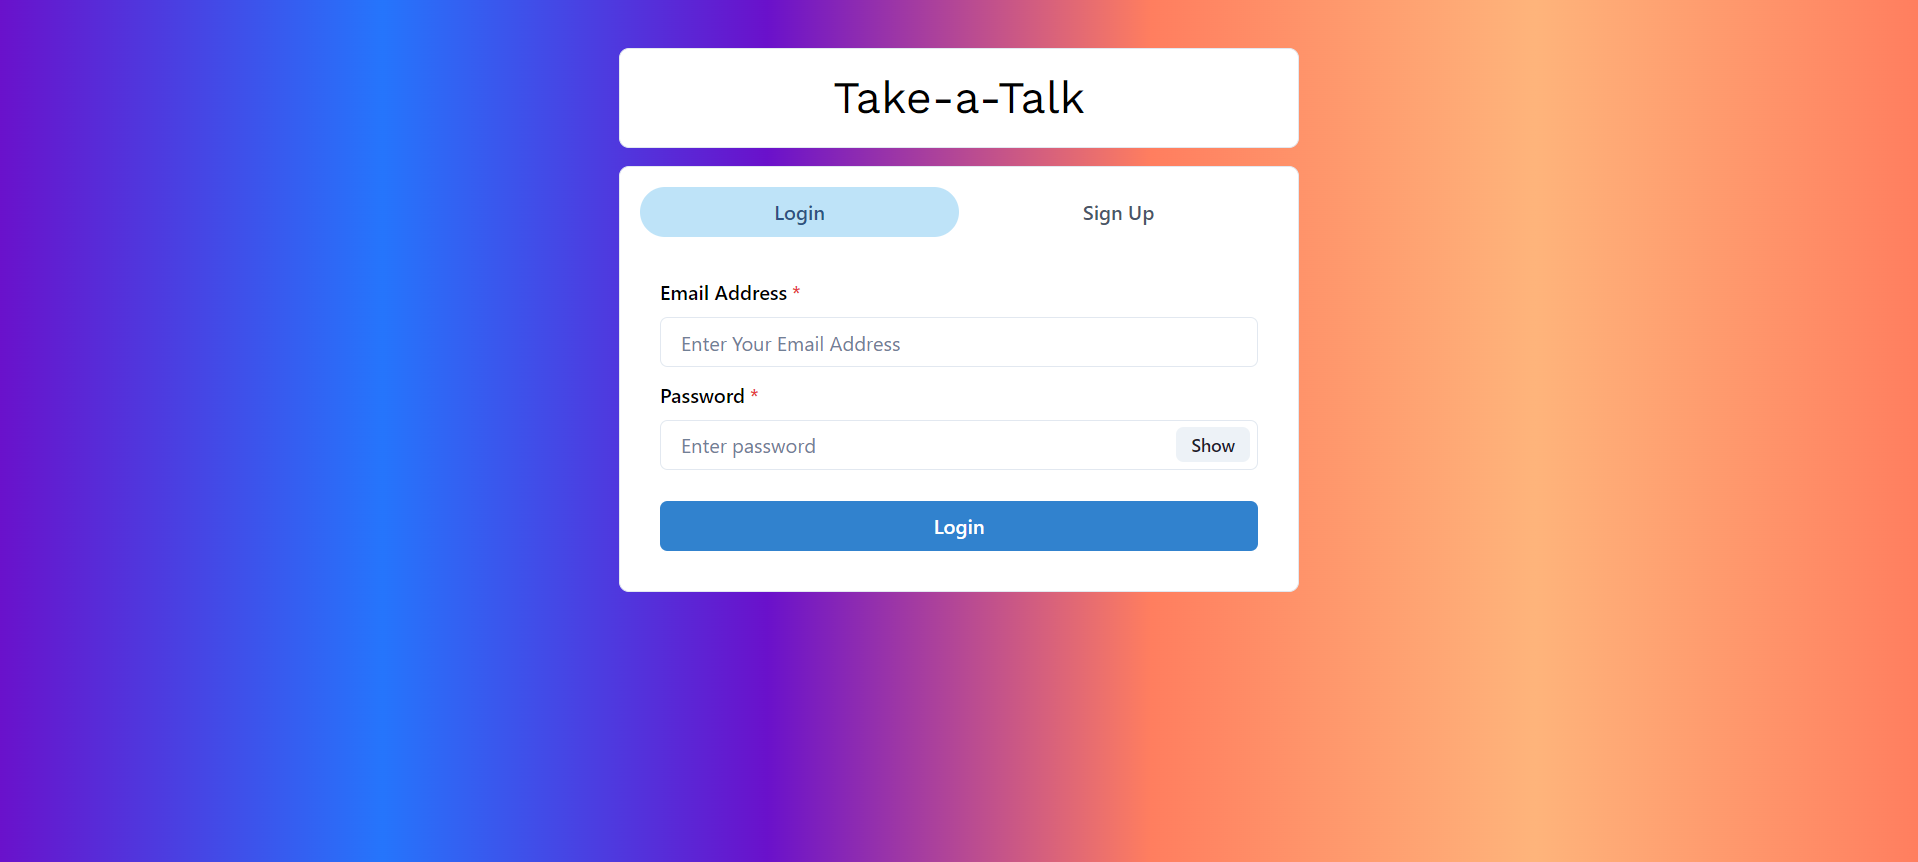 Take-a-Talk
Login Sign Up
Email Address *
Enter Your Email Address
Password *
Enter password Show
Login